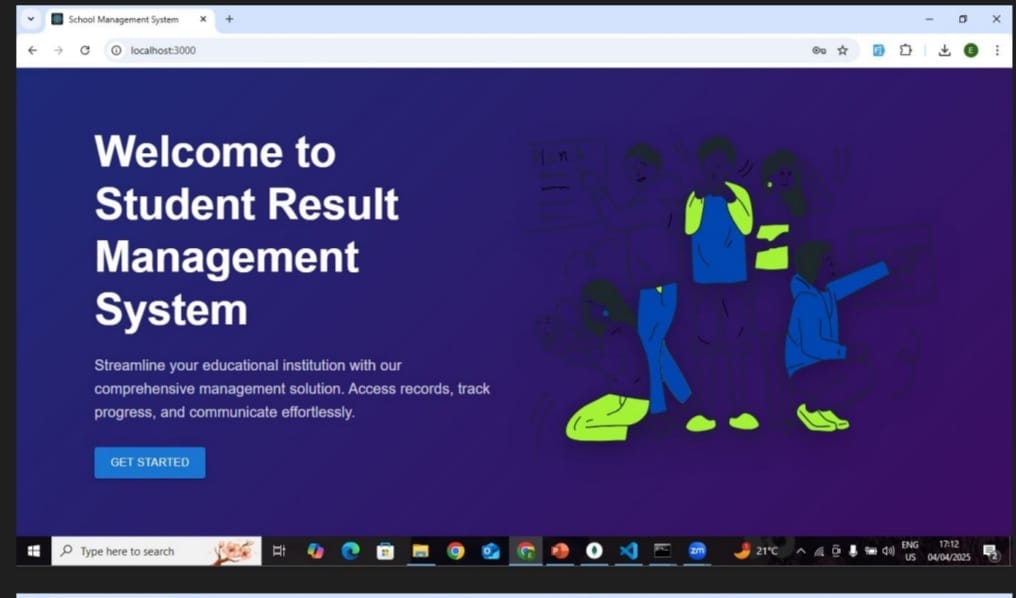 School Management System
localhost:3000
E
Welcome to
Student Result
Management
System
Streamline your educational institution with our
comprehensive management solution. Access records, track
progress, and communicate effortlessly.
GET STARTED
Type here to search
zm
21°C
ENG
US
17:12
04/04/2025
2